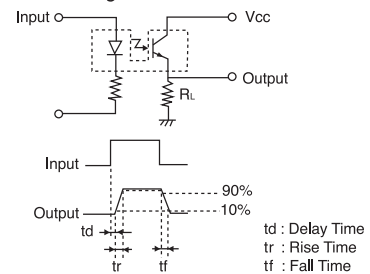 Input
Vcc
Output
RL
Input
90%
10%
Output
td
tr
tf
td : Delay Time
tr : Rise Time
tf : Fall Time